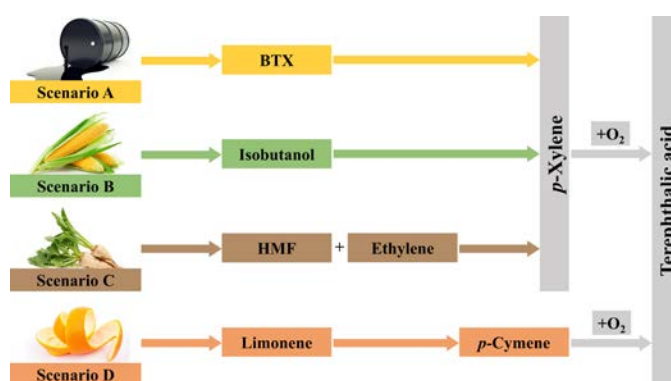 BTX
Scenario A
+O2
Isobutanol
Scenario B
p-Xylene
HMF + Ethylene
Scenario C
Terephthalic acid
+O2
Limonene
p-Cymene
Scenario D